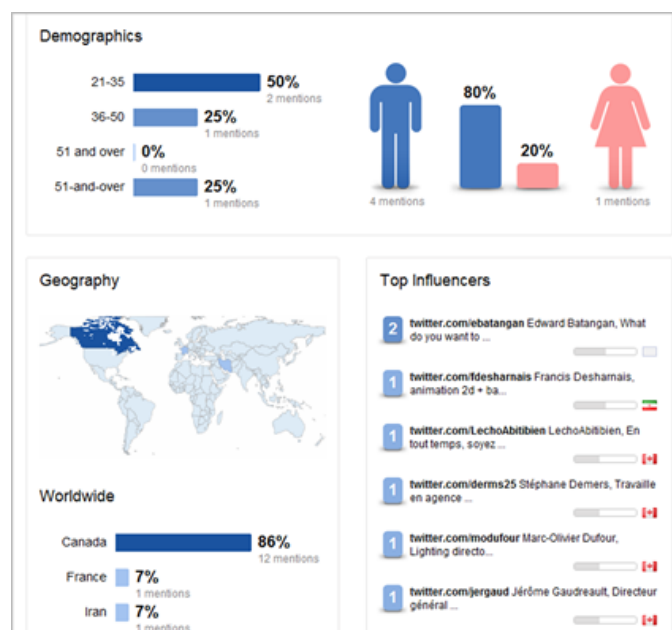 Demographics
21-35
50%
2 mentions
36-50
25%
1 mentions
51 and over
0%
0 mentions
51-and-over
25%
1 mentions
4 mentions
80%
20%
1 mentions
Geography
Worldwide
Canada
86%
12 mentions
France
7%
1 mentions
Iran
7%
1 mentions
Top Influencers
2
twitter.com/ebatangan Edward Batangan, What
do you want to ...
1
twitter.com/fdesharnais Francis Desharnais,
animation 2d + ba...
1
twitter.com/LechoAbitibien LechoAbitibien, En
tout temps, soyez ...
1
twitter.com/derms25 Stéphane Demers, Travaille
en agence ...
1
twitter.com/modufour Marc-Olivier Dufour,
Lighting directo...
1
twitter.com/jergaud Jérôme Gaudreault, Directeur
général ...